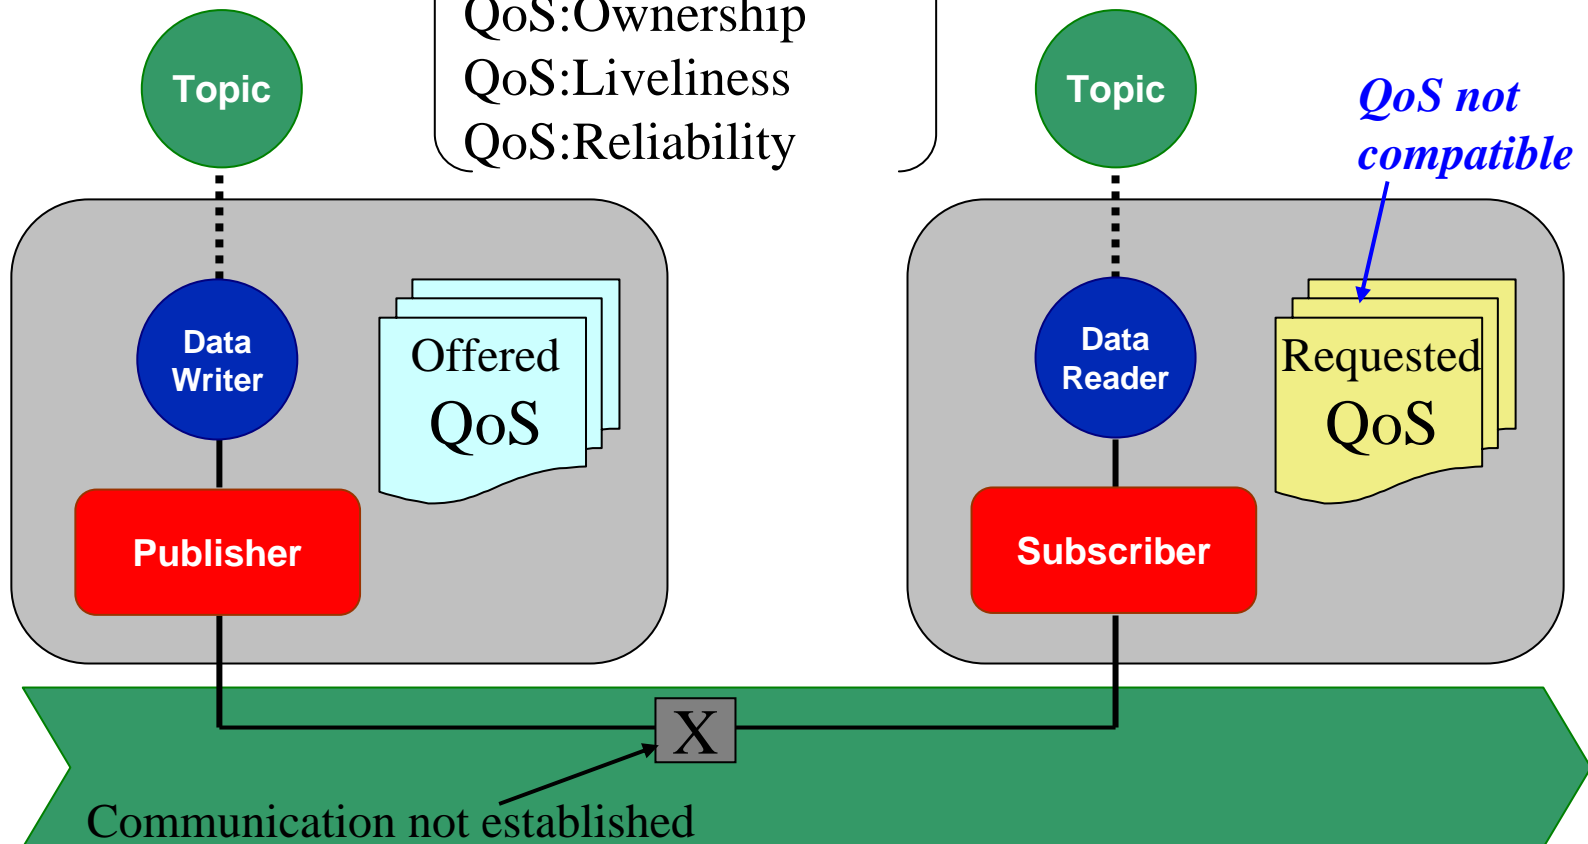 QoS:Ownership
QoS:Liveliness
QoS:Reliability
Topic
Topic
QoS not
compatible
Data
Writer
Offered
QoS
Data
Reader
Requested
QoS
Publisher
Subscriber
X
Communication not established